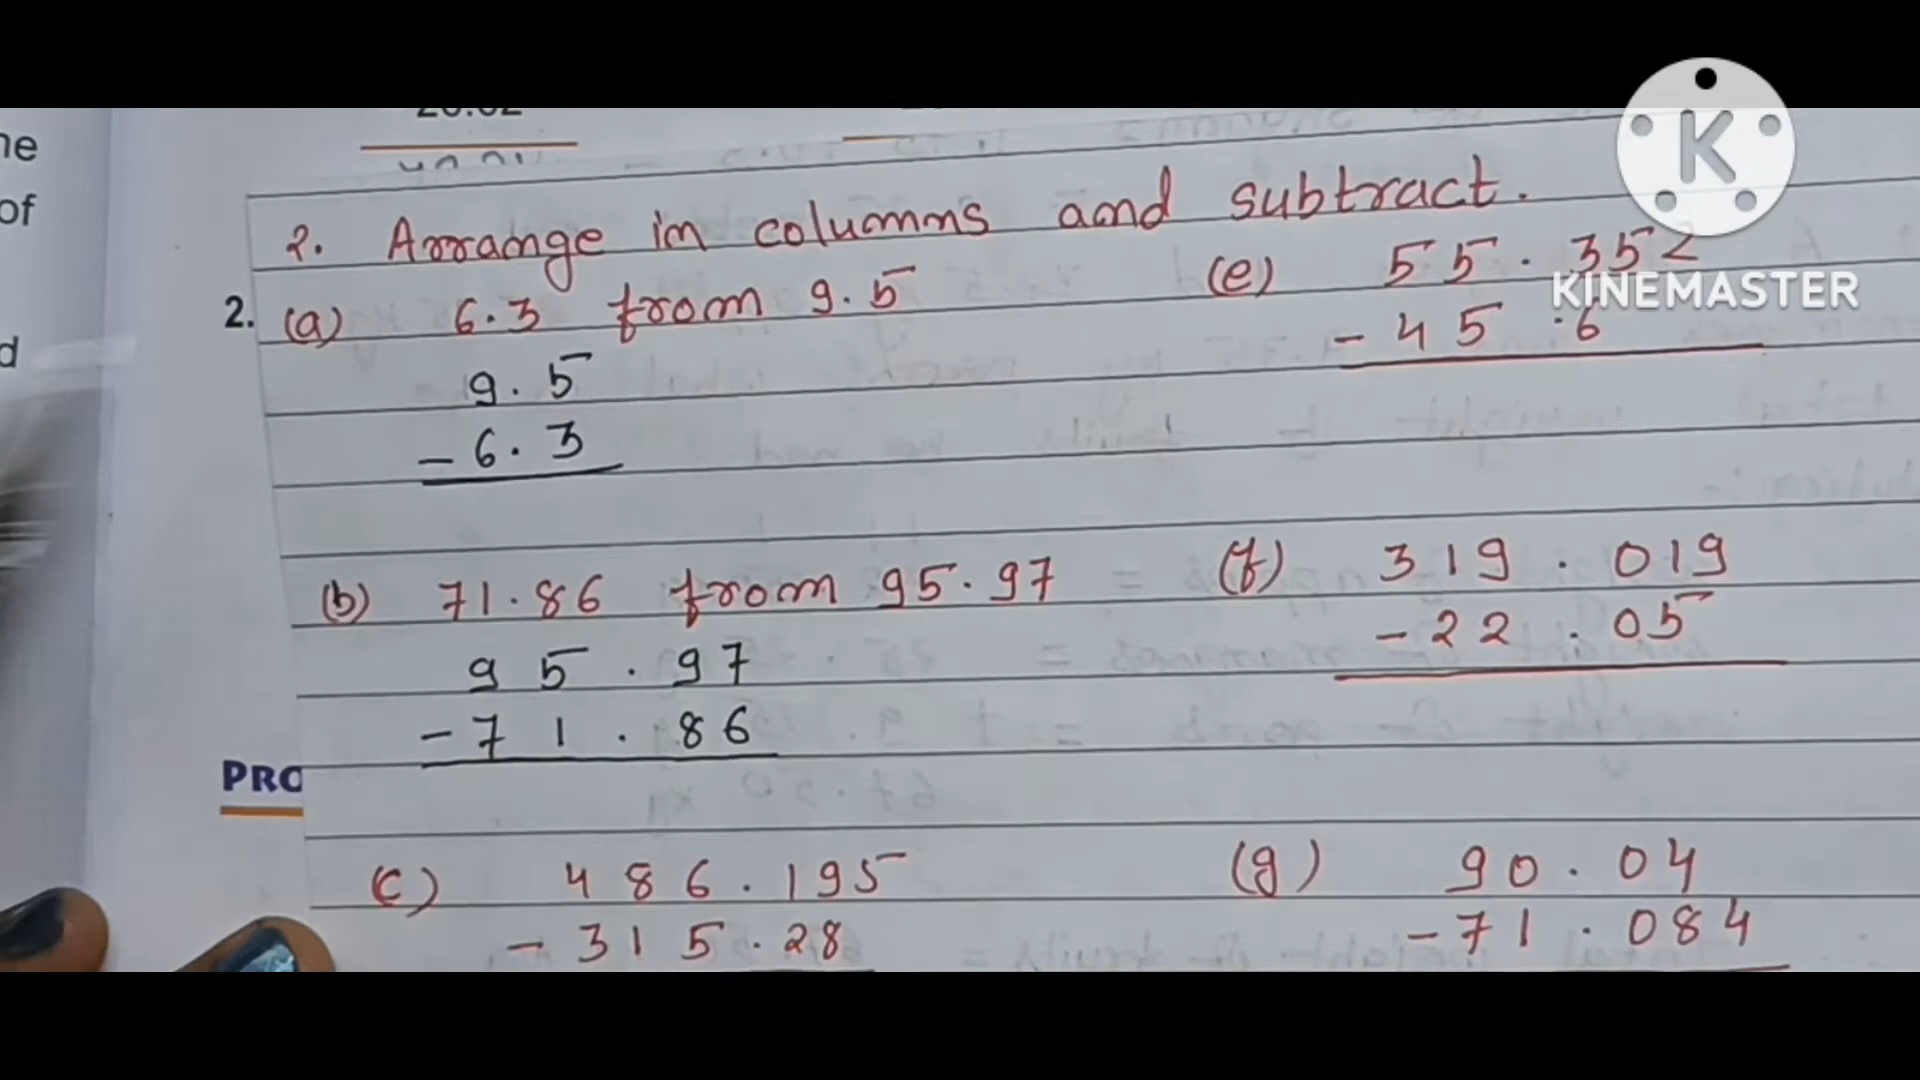 ne
of
d
2. Arrange in columns and subtract.
2. (a) 6.3 from 9.5
9.5
- 6.3
(b) 71.86 from 95.97
95.97
- 71.86
PRO
(c) 486.195
- 315.28
(e) 55.352
- 45.6
(f) 319.019
- 22.05
(g) 90.04
- 71.084
K
KINEMASTER